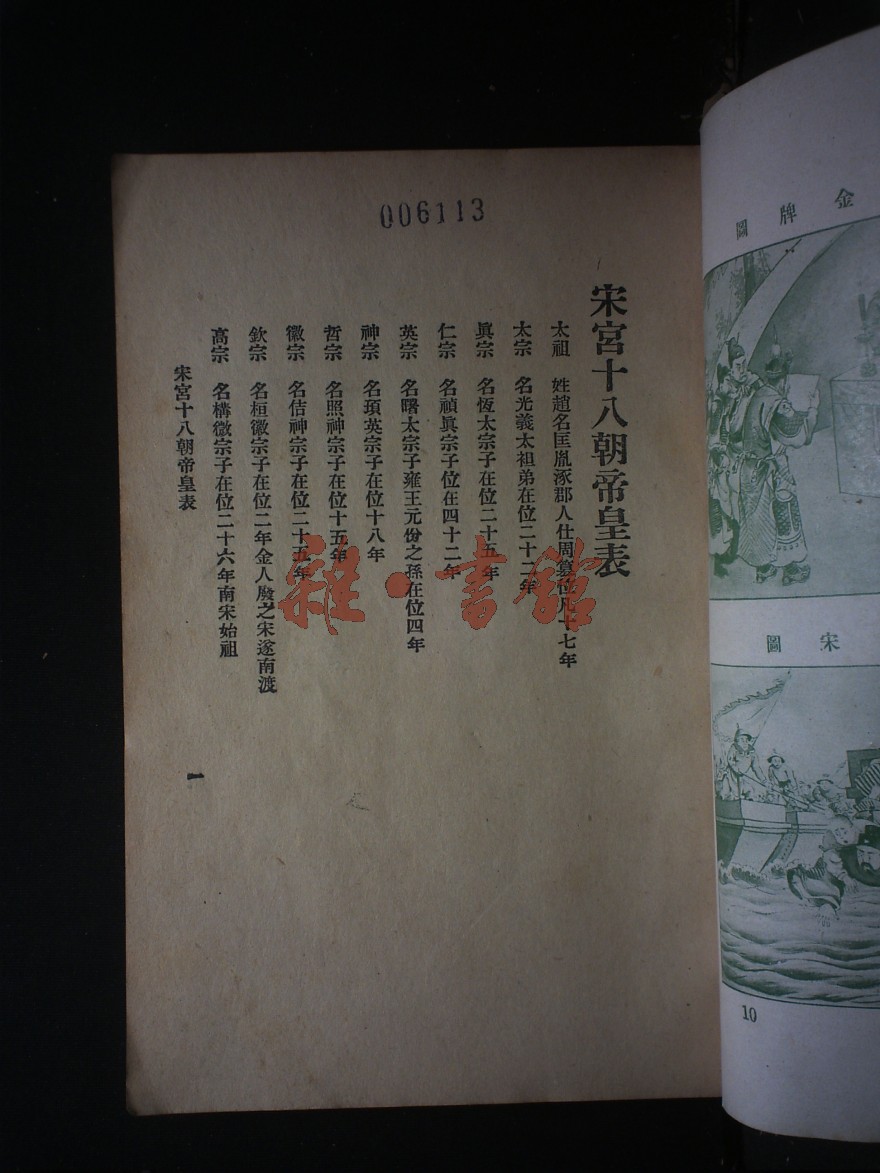 006113
宋宮十八朝帝皇表
太祖　姓趙名匡胤涿郡人仕周篡位凡十七年
太宗　名光義太祖弟在位二十二年
眞宗　名恆太宗子在位二十五年
仁宗　名禎眞宗子位在四十二年
英宗　名曙太宗子雍王元份之孫在位四年
神宗　名頊英宗子在位十八年
哲宗　名照神宗子在位十五年
徽宗　名佶神宗子在位二十五年
欽宗　名桓徽宗子在位二年金人廢之宋遂南渡
高宗　名構徽宗子在位二十六年南宋始祖
宋宮十八朝帝皇表
一
雜·書館
金牌圖
宋圖
10